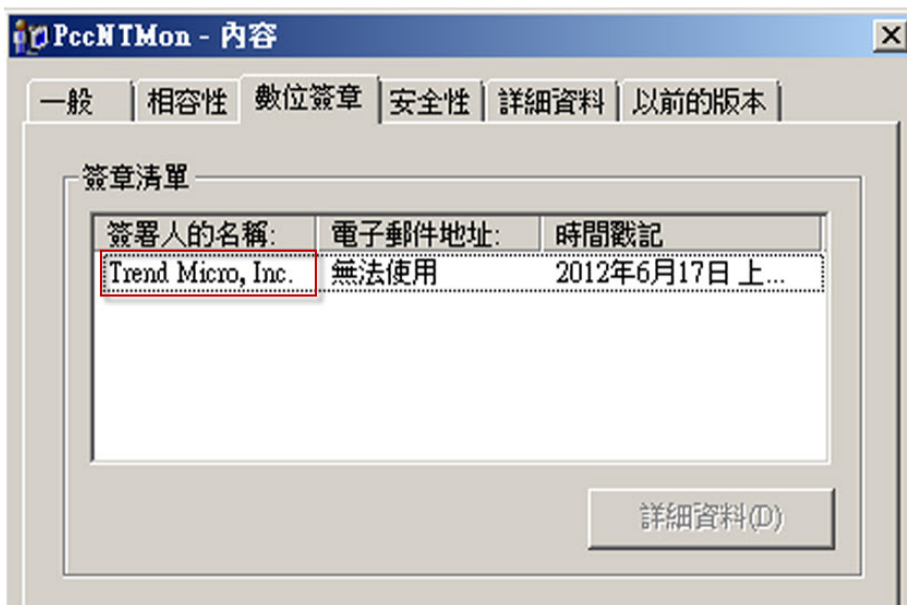 PccNTMon - 內容
一般 相容性 數位簽章 安全性 詳細資料 以前的版本
簽章清單
簽署人的名稱: 電子郵件地址: 時間戳記
Trend Micro, Inc. 無法使用 2012年6月17日 上...
詳細資料(D)